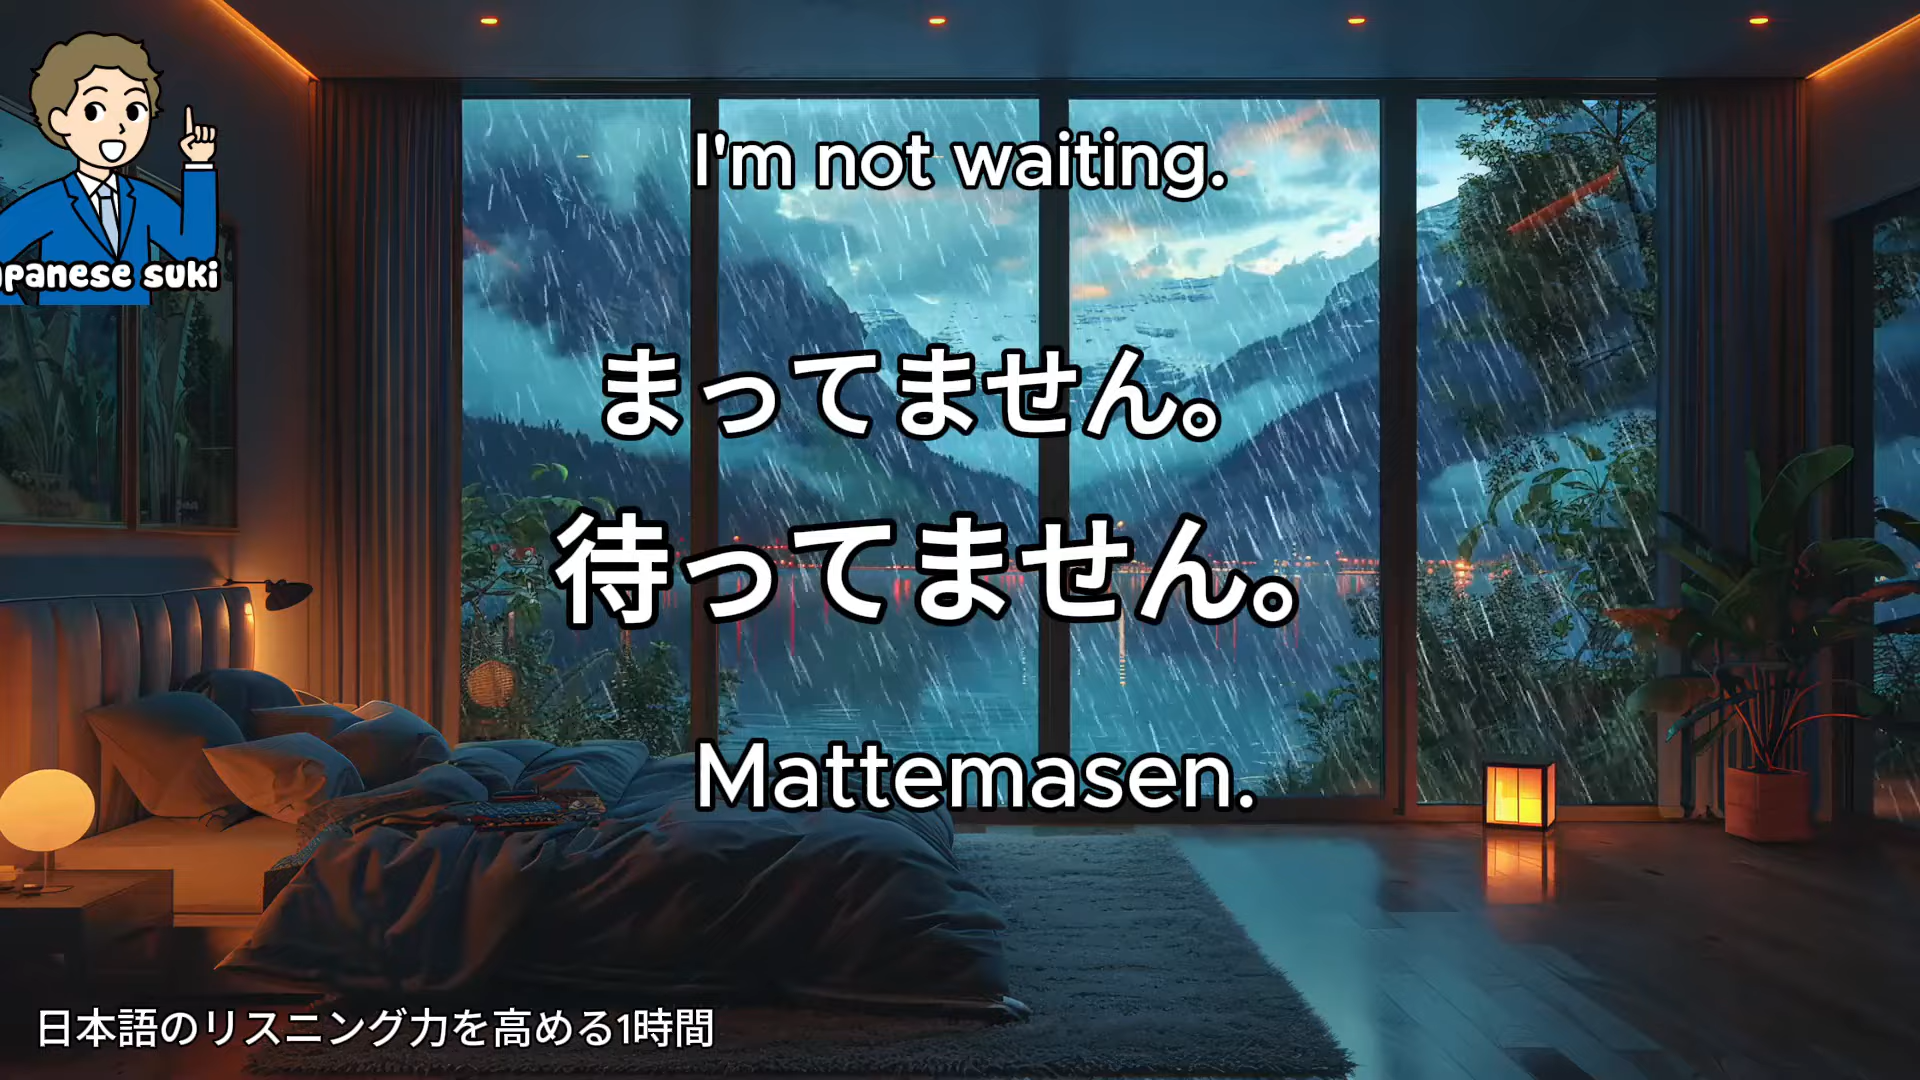 I'm not waiting.
apanese suki
まってません。
待ってません。
Mattemasen.
日本語のリスニング力を高める1時間